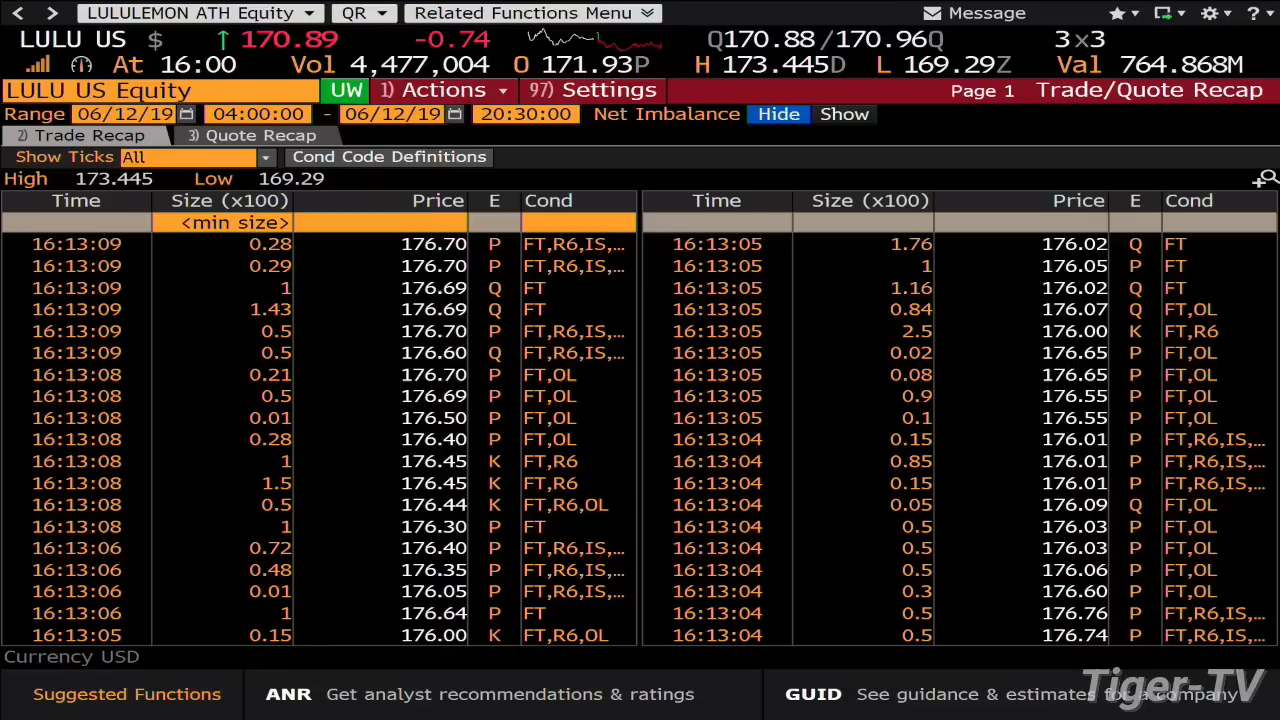 LULULEMON ATH Equity QR Related Functions Menu Message ?
LULU US $ ↑ 170.89 -0.74 Q170.88/170.96Q 3x3
At 16:00 Vol 4,477,004 O 171.93P H 173.445D L 169.29Z Val 764.868M
LULU US Equity UW 1) Actions 97) Settings Page 1 Trade/Quote Recap
Range 06/12/19 04:00:00 - 06/12/19 20:30:00 Net Imbalance Hide Show
2) Trade Recap 3) Quote Recap
Show Ticks All Cond Code Definitions
High 173.445 Low 169.29
Time Size (x100) Price E Cond Time Size (x100) Price E Cond
<min size>
16:13:09 0.28 176.70 P FT,R6,IS,... 16:13:05 1.76 176.02 Q FT
16:13:09 0.29 176.70 P FT,R6,IS,... 16:13:05 1 176.05 P FT
16:13:09 1 176.69 Q FT 16:13:05 1.16 176.02 Q FT
16:13:09 1.43 176.69 Q FT 16:13:05 0.84 176.07 Q FT,OL
16:13:09 0.5 176.70 P FT,R6,IS,... 16:13:05 2.5 176.00 K FT,R6
16:13:09 0.5 176.60 Q FT,R6,IS,... 16:13:05 0.02 176.65 P FT,OL
16:13:08 0.21 176.70 P FT,OL 16:13:05 0.08 176.65 P FT,OL
16:13:08 0.5 176.69 P FT,OL 16:13:05 0.9 176.55 P FT,OL
16:13:08 0.01 176.50 P FT,OL 16:13:05 0.1 176.55 P FT,OL
16:13:08 0.28 176.40 P FT,OL 16:13:04 0.15 176.01 P FT,R6,IS,...
16:13:08 1 176.45 K FT,R6 16:13:04 0.85 176.01 P FT,R6,IS,...
16:13:08 1.5 176.45 K FT,R6 16:13:04 0.15 176.01 P FT,R6,IS,...
16:13:08 0.5 176.44 K FT,R6,OL 16:13:04 0.05 176.09 Q FT,OL
16:13:08 1 176.30 P FT 16:13:04 0.5 176.03 P FT,OL
16:13:06 0.72 176.40 P FT,R6,IS,... 16:13:04 0.5 176.03 P FT,OL
16:13:06 0.48 176.35 P FT,R6,IS,... 16:13:04 0.5 176.06 P FT,OL
16:13:06 0.01 176.05 P FT,R6,IS,... 16:13:04 0.3 176.60 P FT,OL
16:13:06 1 176.64 P FT 16:13:04 0.5 176.76 P FT,R6,IS,...
16:13:05 0.15 176.00 K FT,R6,OL 16:13:04 0.5 176.74 P FT,R6,IS,...
Currency USD
Suggested Functions ANR Get analyst recommendations & ratings GUID See guidance & estimates for a company
Tiger-TV